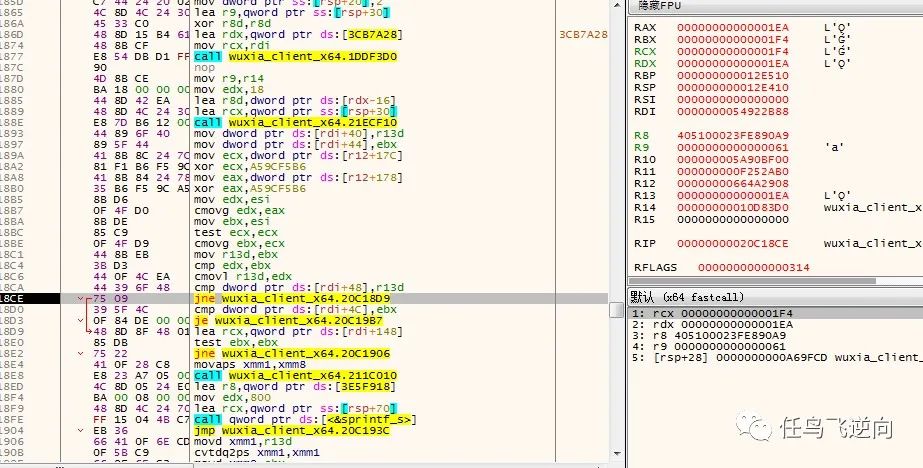 185D C7 44 24 20 02 mov dword ptr ss:[rsp+20],2
1865 4C 8D 4C 24 30 lea r9,qword ptr ss:[rsp+30]
186A 45 33 C0 xor r8d,r8d
186D 48 8D 15 B4 61 lea rdx,qword ptr ds:[3CB7A28] 3CB7A28
1874 48 8B CF mov rcx,rdi
1877 E8 54 DB D1 FF call wuxia_client_x64.1DDF3D0
187C 90 nop
187D 4D 8B CE mov r9,r14
1880 BA 18 00 00 00 mov edx,18
1885 44 8D 42 EA lea r8d,dword ptr ds:[rdx-16]
1889 48 8D 4C 24 30 lea rcx,qword ptr ss:[rsp+30]
188E E8 7D B6 12 00 call wuxia_client_x64.21ECF10
1893 44 89 6F 40 mov dword ptr ds:[rdi+40],r13d
1897 89 5F 44 mov dword ptr ds:[rdi+44],ebx
189A 41 8B 8C 24 7C mov ecx,dword ptr ds:[r12+17C]
18A2 81 F1 B6 F5 9C xor ecx,A59CF5B6
18A8 41 8B 84 24 78 mov eax,dword ptr ds:[r12+178]
18B0 35 B6 F5 9C A5 xor eax,A59CF5B6
18B5 8B D6 mov edx,esi
18B7 0F 4F D0 cmovg edx,eax
18BA 8B DE mov ebx,esi
18BC 85 C9 test ecx,ecx
18BE 0F 4F D9 cmovg ebx,ecx
18C1 44 8B EB mov r13d,ebx
18C4 3B D3 cmp edx,ebx
18C6 44 0F 4C EA cmovl r13d,edx
18CA 44 39 6F 48 cmp dword ptr ds:[rdi+48],r13d
18CE 75 09 jne wuxia_client_x64.20C18D9
18D0 39 5F 4C cmp dword ptr ds:[rdi+4C],ebx
18D3 0F 84 DE 00 00 je wuxia_client_x64.20C19B7
48 8D 8F 48 01 lea rcx,qword ptr ds:[rdi+148]
18E0 85 DB test ebx,ebx
18E2 75 22 jne wuxia_client_x64.20C1906
18E4 41 0F 28 C8 movaps xmm1,xmm8
18E8 E8 23 A7 05 00 call wuxia_client_x64.211C010
18ED 4C 8D 05 24 E0 lea r8,qword ptr ds:[3E5F918]
18F4 BA 00 08 00 00 mov edx,800
18F9 48 8D 4C 24 70 lea rcx,qword ptr ss:[rsp+70]
18FE FF 15 04 4B C7 call qword ptr ds:[<&sprintf_s>]
1904 EB 36 jmp wuxia_client_x64.20C193C
1906 66 41 0F 6E CD movd xmm1,r13d
190B 0F 5B C9 cvtdq2ps xmm1,xmm1
隐藏FPU
RAX 00000000000001EA L'Ǫ'
RBX 00000000000001F4 L'Ǵ'
RCX 00000000000001F4 L'Ǵ'
RDX 00000000000001EA L'Ǫ'
RBP 000000000012E510
RSP 000000000012E410
RSI 0000000000000000
RDI 0000000054922B88
R8 405100023FE890A9
R9 0000000000000061 'a'
R10 000000005A90BF00
R11 000000000F252AB0
R12 00000000664A2908
R13 00000000000001EA L'Ǫ'
R14 00000000010D83D0 wuxia_client_x
R15 0000000000000000
RIP 00000000020C18CE wuxia_client_x
RFLAGS 0000000000000314
默认 (x64 fastcall)
1: rcx 00000000000001F4
2: rdx 00000000000001EA
3: r8 405100023FE890A9
4: r9 0000000000000061
5: [rsp+28] 0000000000A69FCD wuxia_client_
任鸟飞逆向